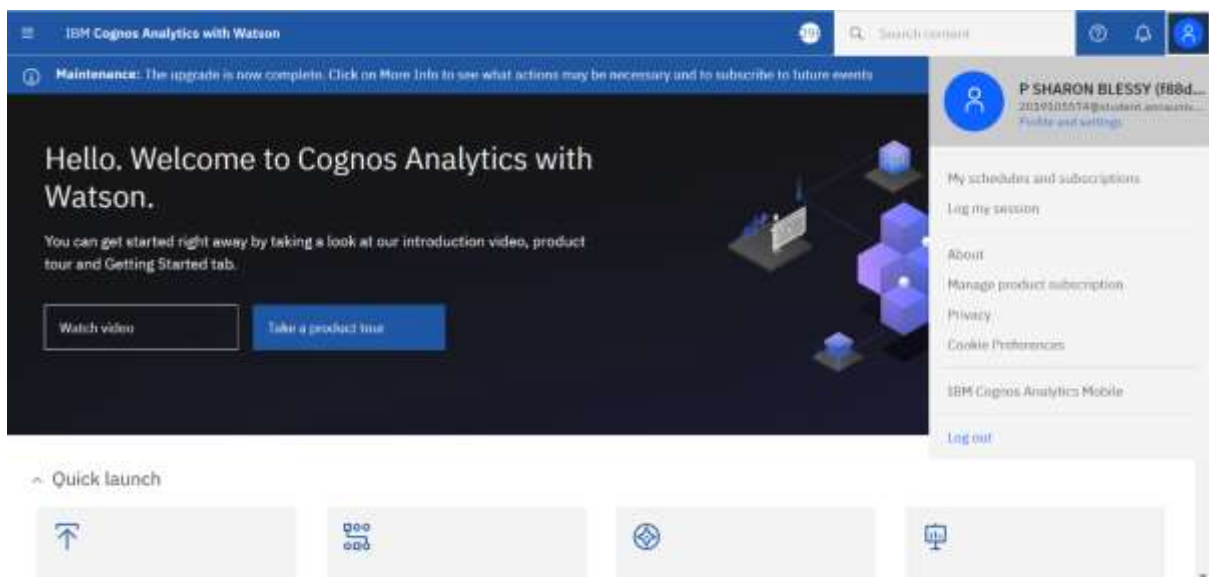 IBM Cognos Analytics with Watson
Search content
Maintenance: The upgrade is now complete. Click on More Info to see what actions may be necessary and to subscribe to future events
P SHARON BLESSY (f88d...
Profile and settings
Hello. Welcome to Cognos Analytics with
Watson.
You can get started right away by taking a look at our introduction video, product
tour and Getting Started tab.
Watch video
Take a product tour
My schedules and subscriptions
Log my session
About
Manage product subscription
Privacy
Cookie Preferences
IBM Cognos Analytics Mobile
Log out
Quick launch